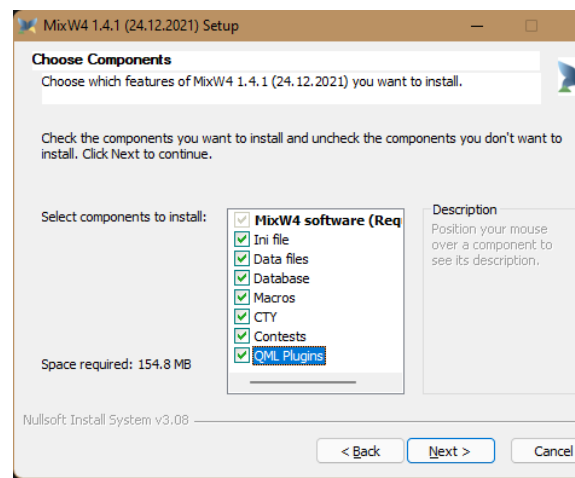 MixW4 1.4.1 (24.12.2021) Setup
Choose Components
Choose which features of MixW4 1.4.1 (24.12.2021) you want to install.
Check the components you want to install and uncheck the components you don't want to
install. Click Next to continue.
Select components to install:
MixW4 software (Req
Ini file
Data files
Database
Macros
CTY
Contests
QML Plugins
Description
Position your mouse
over a component to
see its description.
Space required: 154.8 MB
Nullsoft Install System v3.08
< Back
Next >
Cancel